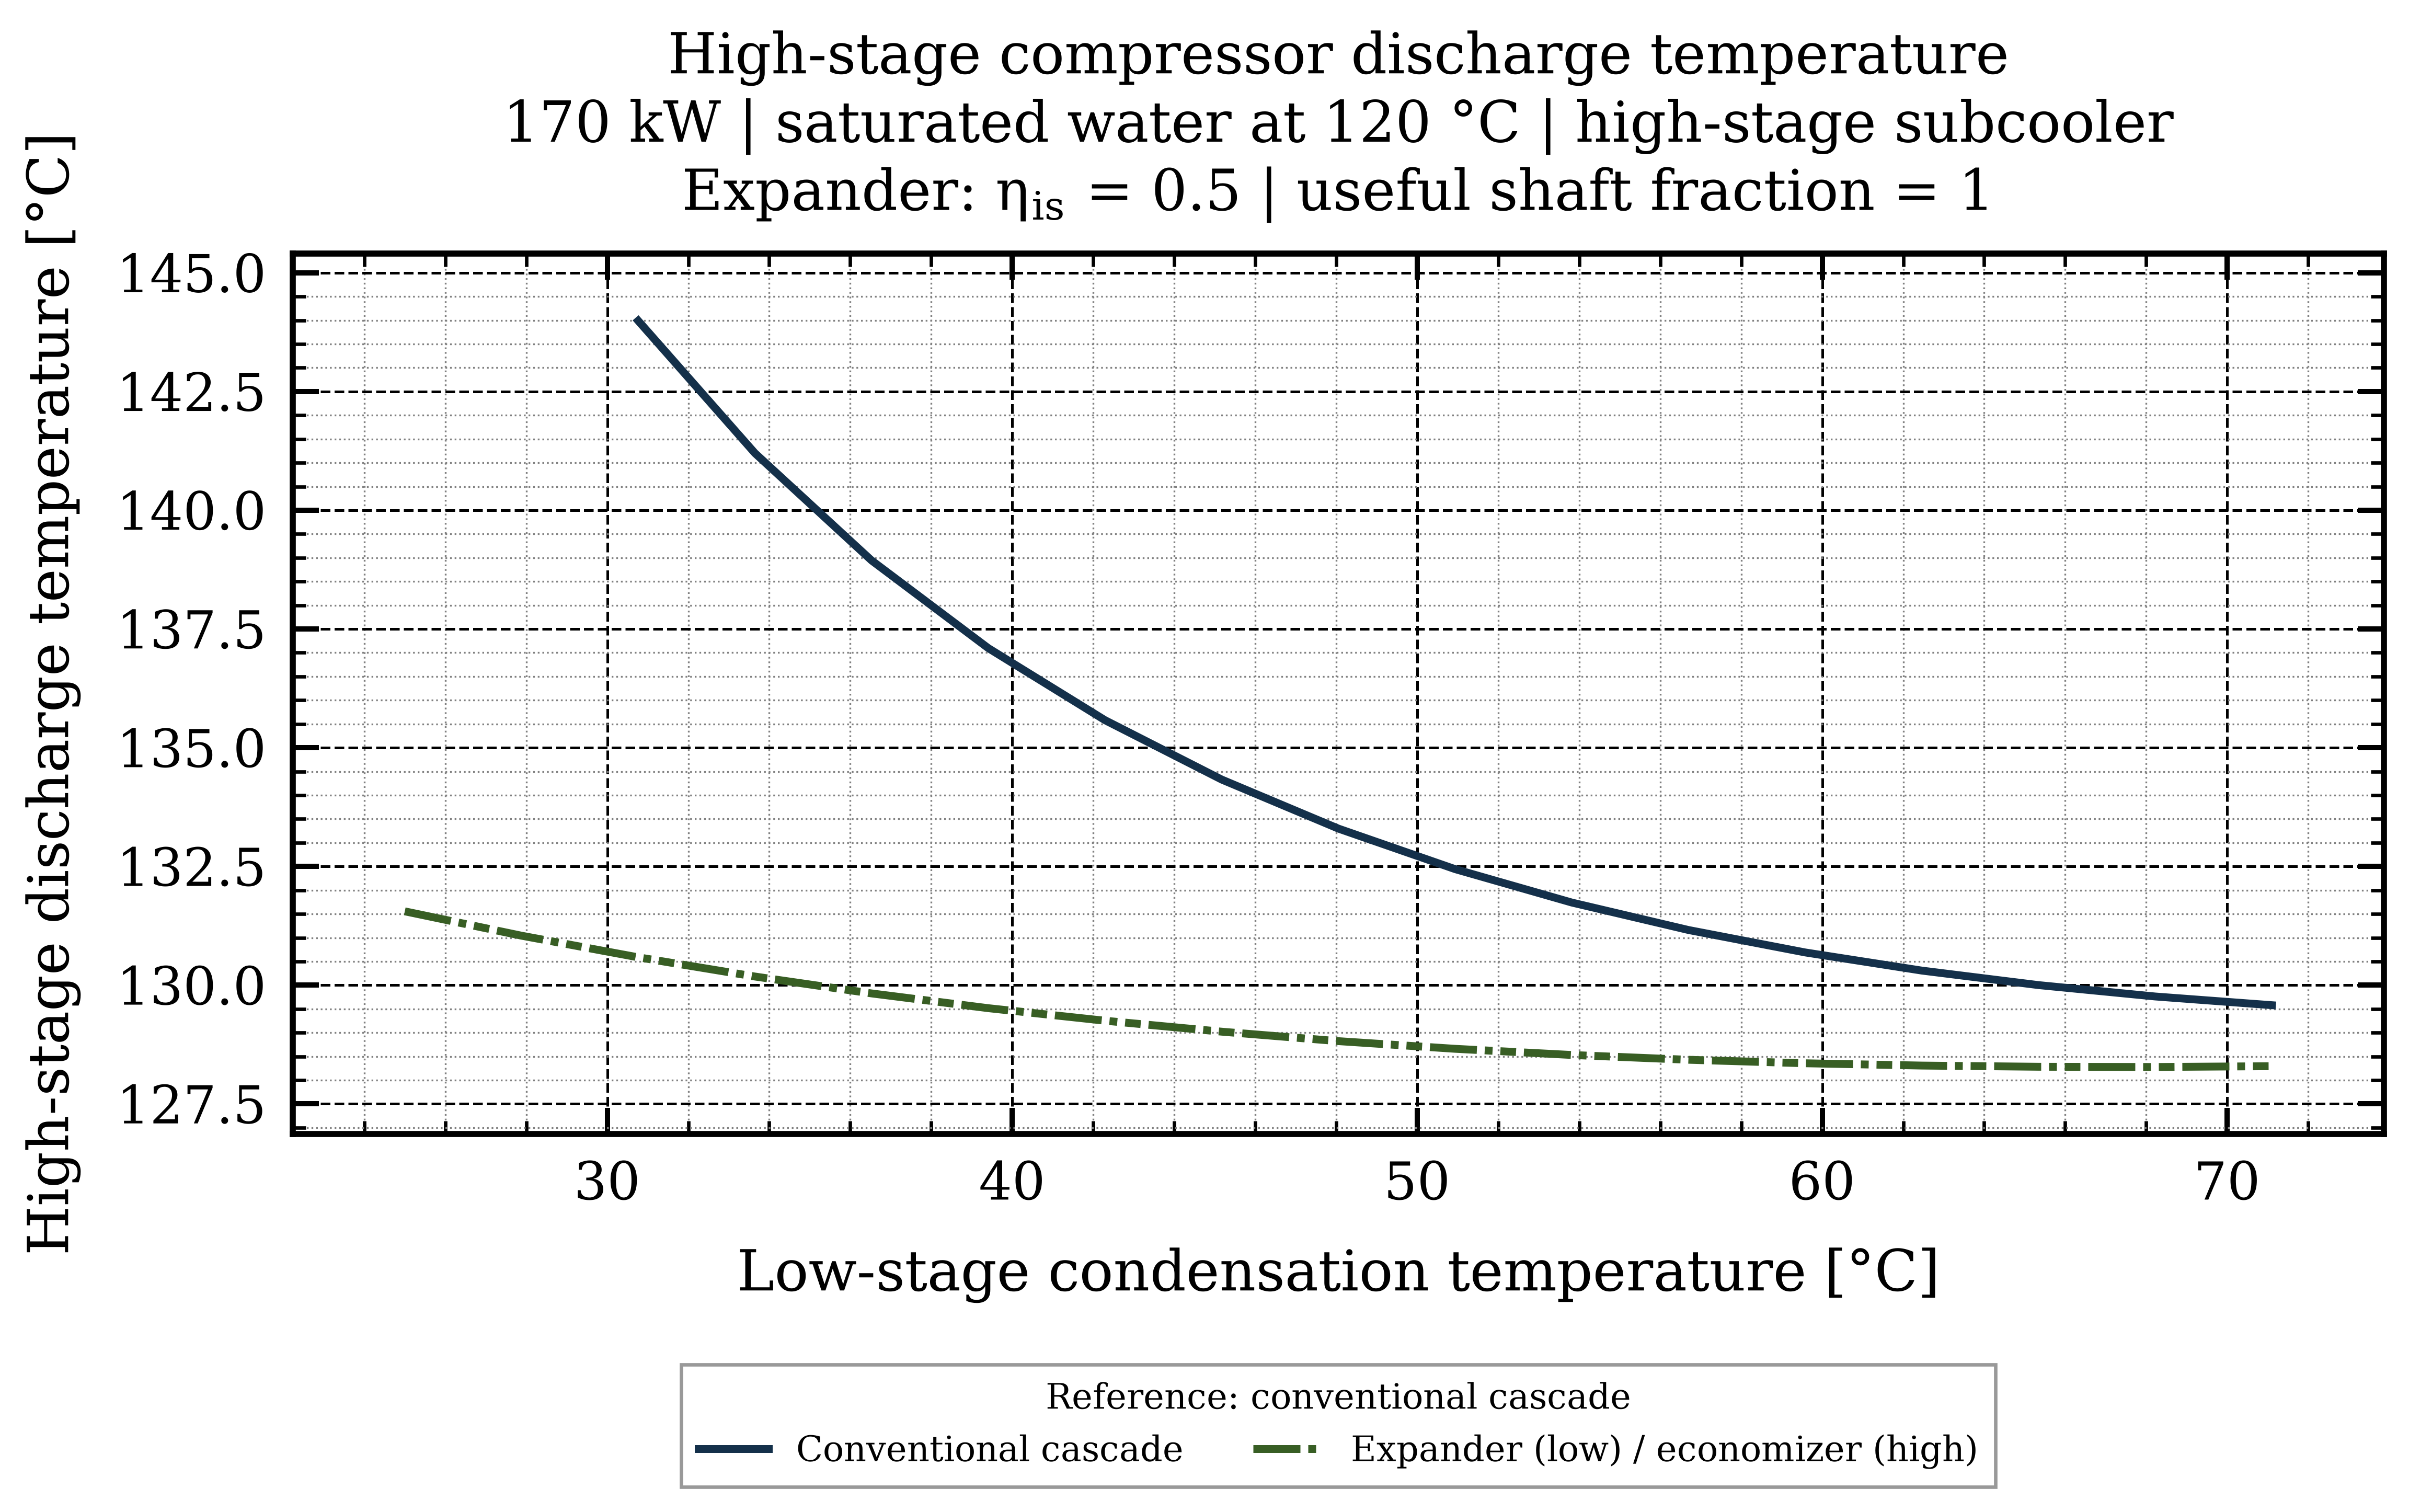 High-stage compressor discharge temperature
170 kW | saturated water at 120 °C | high-stage subcooler
Expander: ηis = 0.5 | useful shaft fraction = 1
High-stage discharge temperature [°C]
145.0
142.5
140.0
137.5
135.0
132.5
130.0
127.5
30 40 50 60 70
Low-stage condensation temperature [°C]
Reference: conventional cascade
Conventional cascade Expander (low) / economizer (high)